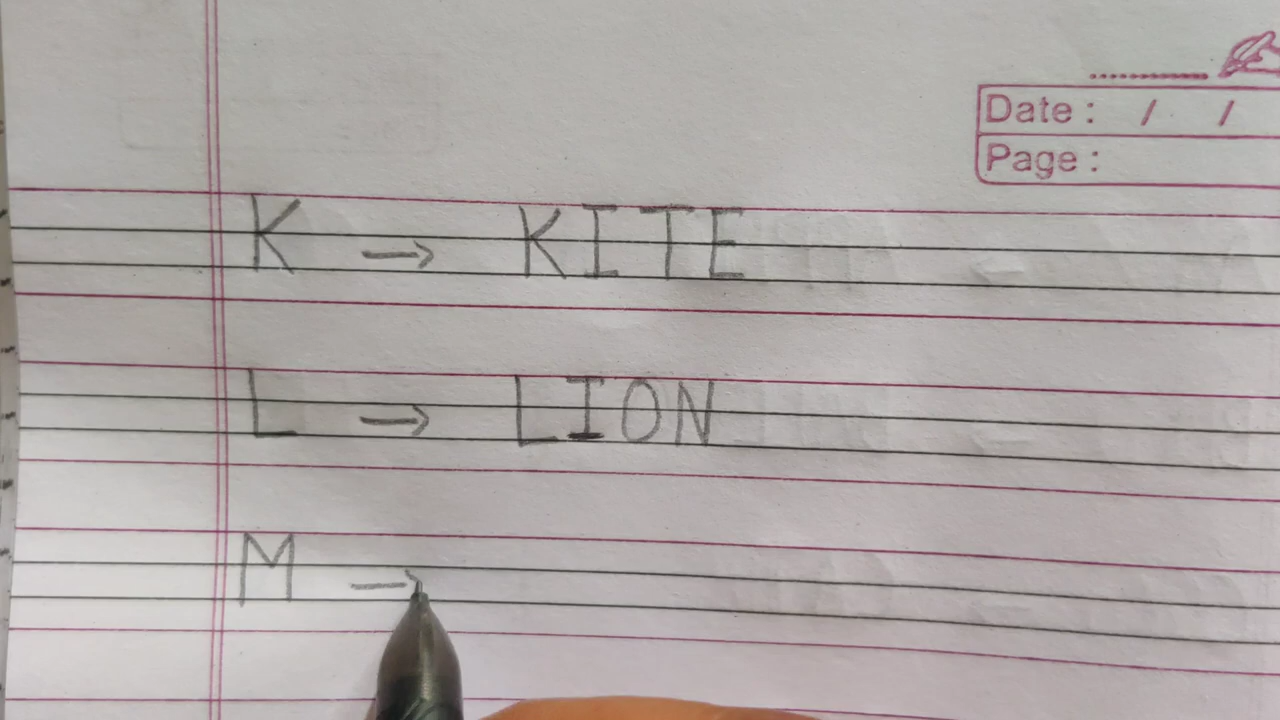 Date : / /
Page :
K → KITE
L → LION
M →